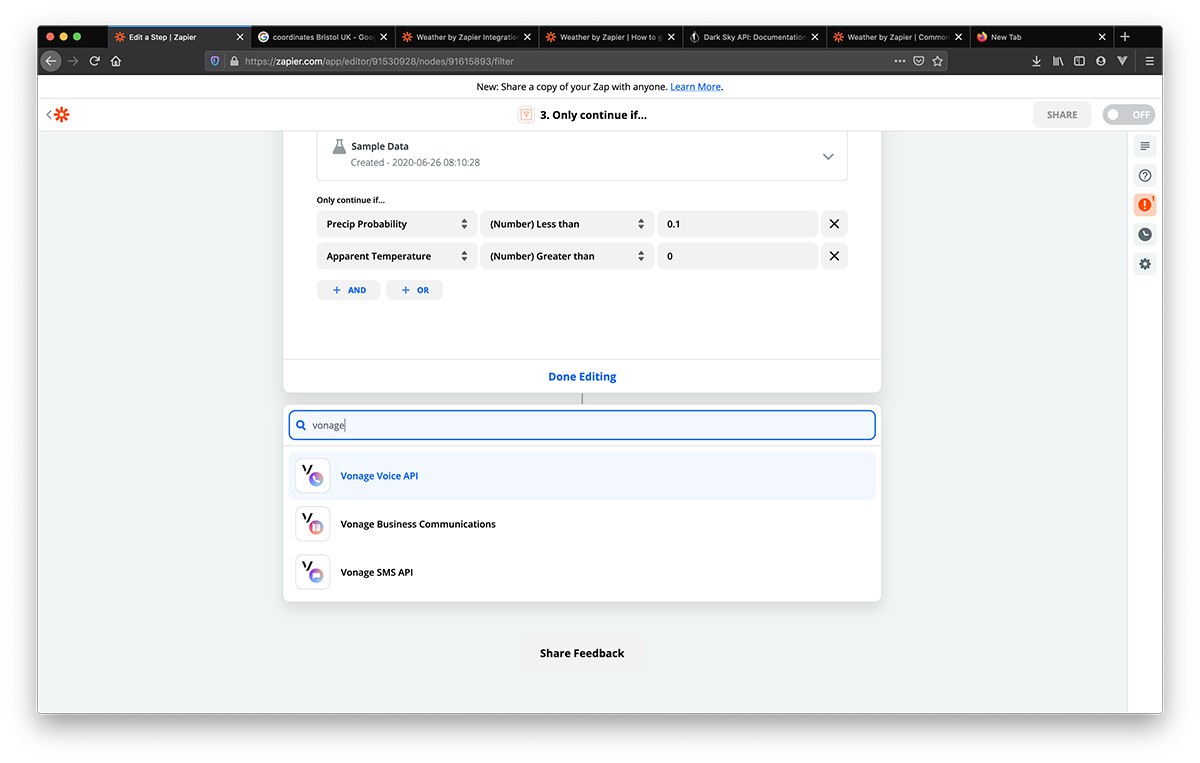 Edit a Step | Zapier
coordinates Bristol UK - Goo
Weather by Zapier Integration
Weather by Zapier | How to g
Dark Sky API: Documentation
Weather by Zapier | Common
New Tab
https://zapier.com/app/editor/91530928/nodes/91615893/filter
New: Share a copy of your Zap with anyone. Learn More.
3. Only continue if...
SHARE
OFF
Sample Data
Created - 2020-06-26 08:10:28
Only continue if...
Precip Probability (Number) Less than 0.1
Apparent Temperature (Number) Greater than 0
+ AND + OR
Done Editing
vonage
Vonage Voice API
Vonage Business Communications
Vonage SMS API
Share Feedback
1